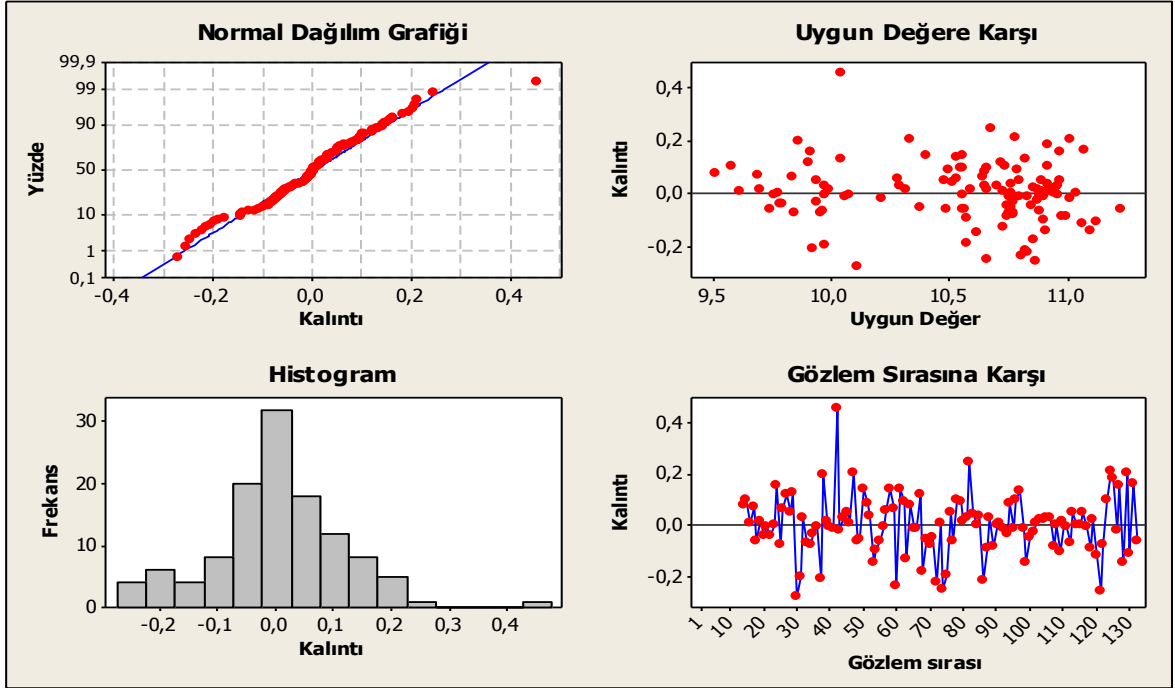 Normal Dağılım Grafiği
99,9
99
90
50
10
1
0,1
Yüzde
-0,4 -0,2 0,0 0,2 0,4
Kalıntı
Uygun Değere Karşı
0,4
0,2
0,0
-0,2
Kalıntı
9,5 10,0 10,5 11,0
Uygun Değer
Histogram
30
20
10
0
Frekans
-0,2 -0,1 0,0 0,1 0,2 0,3 0,4
Kalıntı
Gözlem Sırasına Karşı
0,4
0,2
0,0
-0,2
Kalıntı
1 10 20 30 40 50 60 70 80 90 100 110 120 130
Gözlem sırası